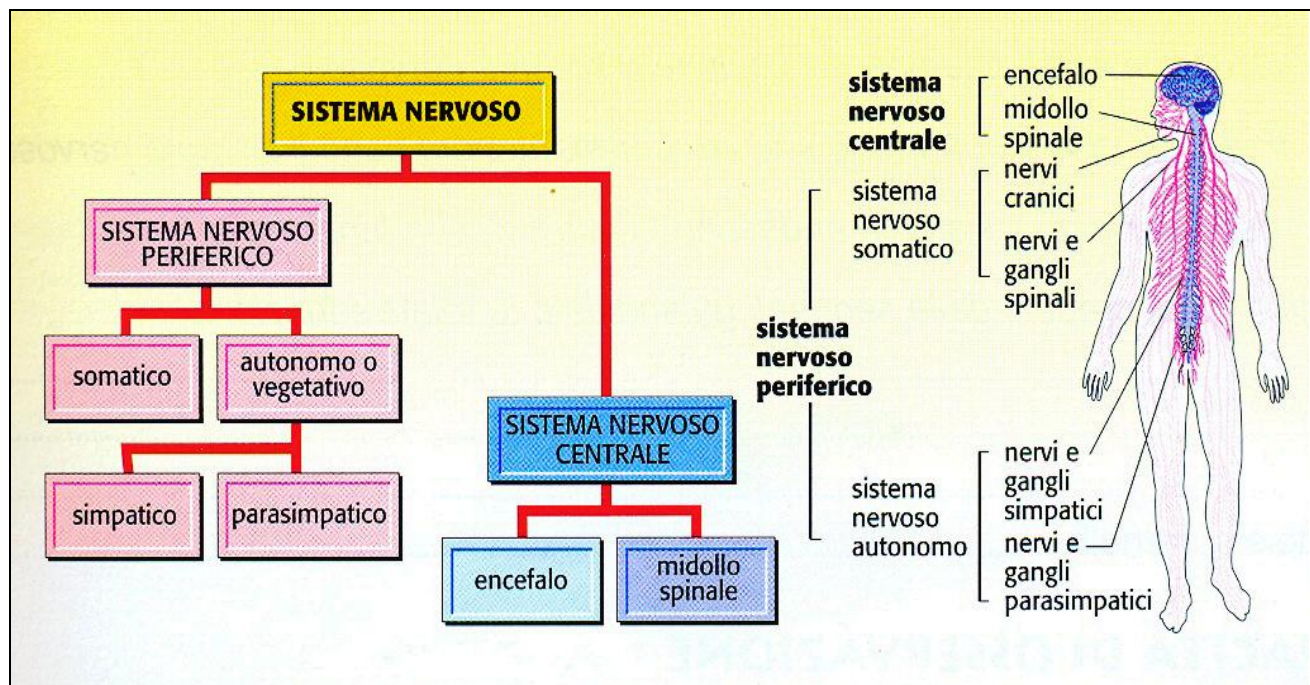 SISTEMA NERVOSO
SISTEMA NERVOSO
PERIFERICO
somatico
autonomo o
vegetativo
simpatico
parasimpatico
SISTEMA NERVOSO
CENTRALE
encefalo
midollo
spinale
sistema
nervoso
centrale
encefalo
midollo
spinale
sistema
nervoso
periferico
sistema
nervoso
somatico
nervi
cranici
nervi e
gangli
spinali
sistema
nervoso
autonomo
nervi e
gangli
simpatici
nervi e
gangli
parasimpatici